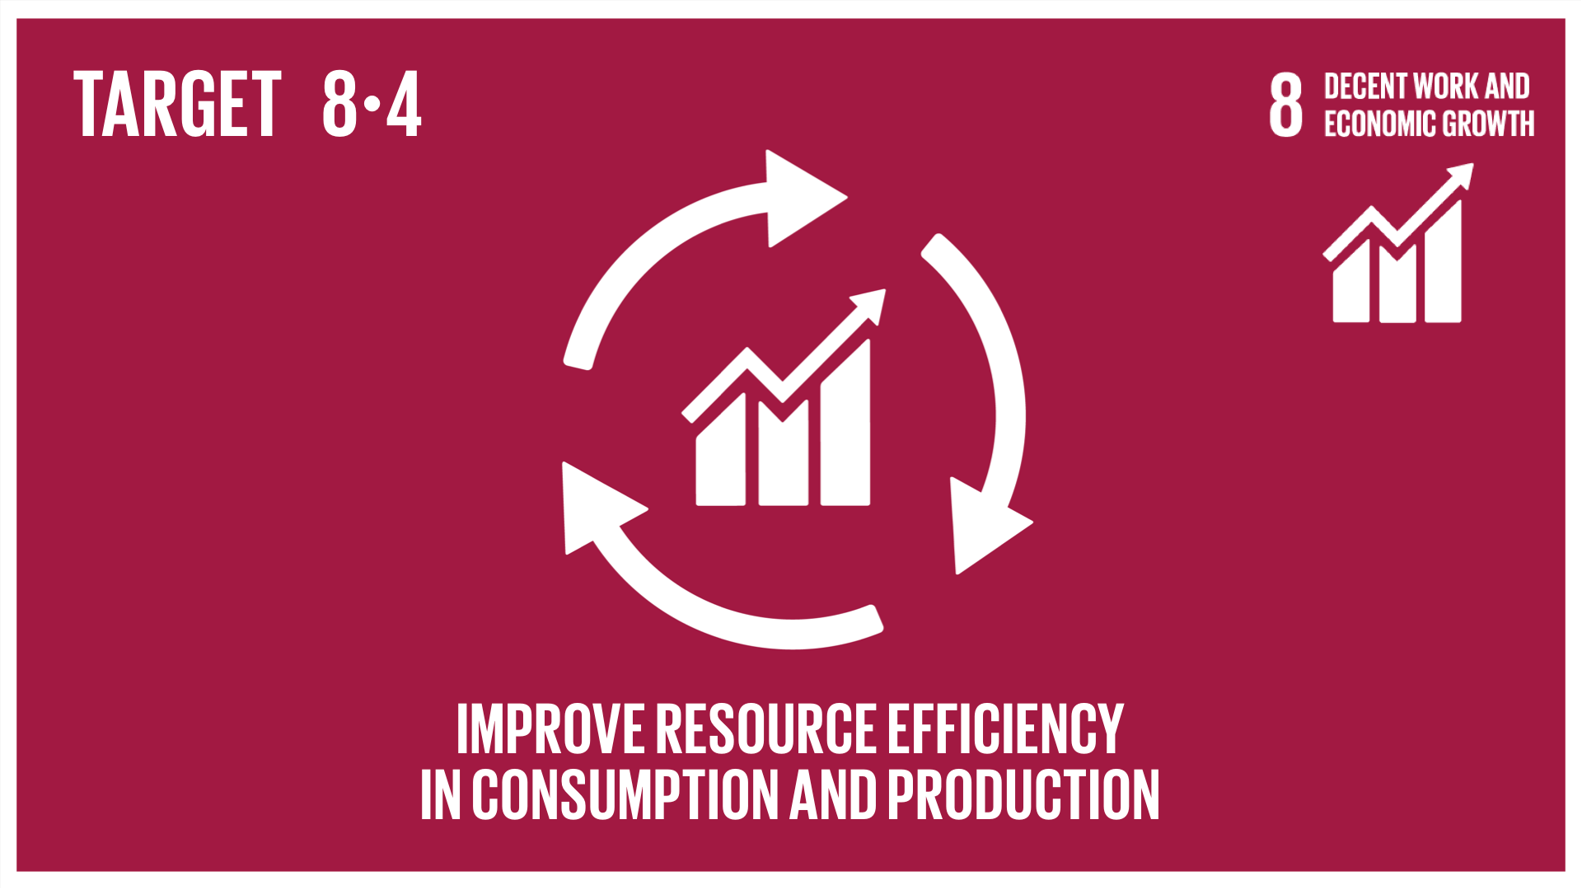 TARGET 8•4
8 DECENT WORK AND
ECONOMIC GROWTH
IMPROVE RESOURCE EFFICIENCY
IN CONSUMPTION AND PRODUCTION